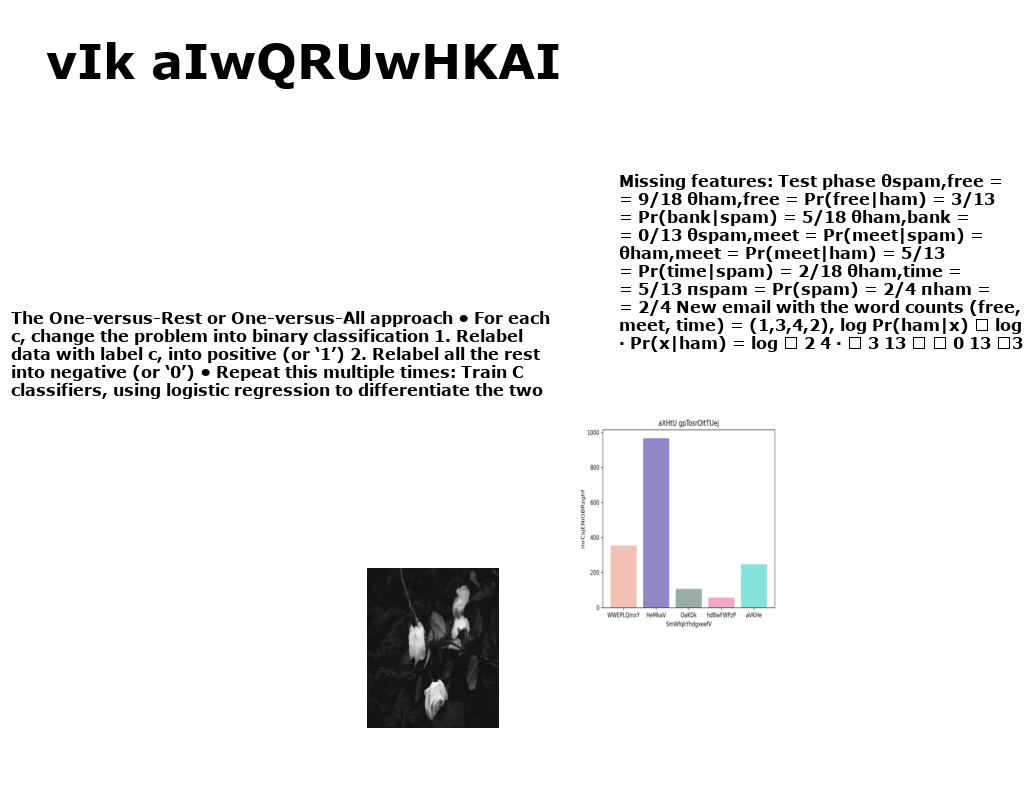 vIk aIwQRUwHKAI
Missing features: Test phase θspam,free =
= 9/18 θham,free = Pr(free|ham) = 3/13
= Pr(bank|spam) = 5/18 θham,bank =
= 0/13 θspam,meet = Pr(meet|spam) =
θham,meet = Pr(meet|ham) = 5/13
= Pr(time|spam) = 2/18 θham,time =
= 5/13 πspam = Pr(spam) = 2/4 πham =
= 2/4 New email with the word counts (free,
meet, time) = (1,3,4,2), log Pr(ham|x) □ log
· Pr(x|ham) = log □ 2 4 · □ 3 13 □ □ 0 13 □3
The One-versus-Rest or One-versus-All approach ● For each
c, change the problem into binary classification 1. Relabel
data with label c, into positive (or ‘1’) 2. Relabel all the rest
into negative (or ‘0’) ● Repeat this multiple times: Train C
classifiers, using logistic regression to differentiate the two
aXHtU gpTosrOltTUej
1000
800
600
400
200
0
WWEPLQmxY HeMkaV OaKDk hdBwFWPzP aVKHe
SmWfqkYhdgxeefV